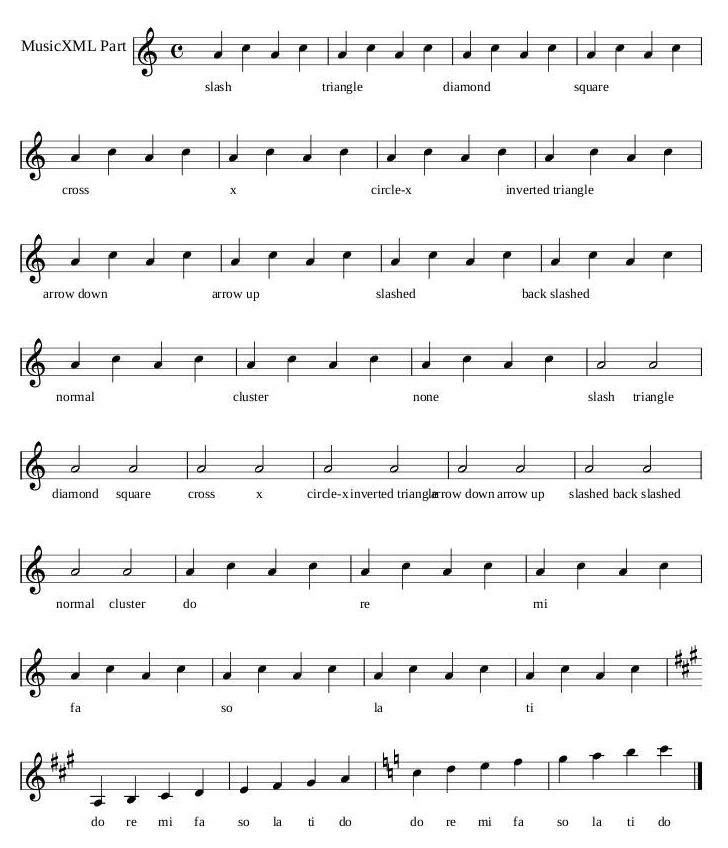 MusicXML Part
slash triangle diamond square
cross x circle-x inverted triangle
arrow down arrow up slashed back slashed
normal cluster none slash triangle
diamond square cross x circle-x inverted triangle arrow down arrow up slashed back slashed
normal cluster do re mi
fa so la ti
do re mi fa so la ti do do re mi fa so la ti do